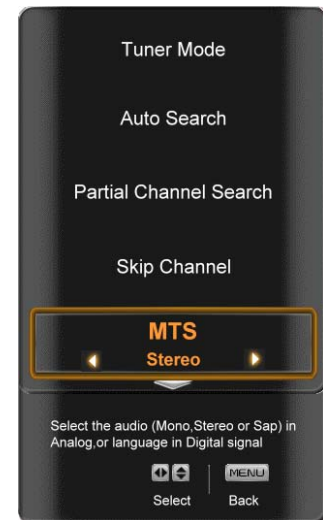 Tuner Mode
Auto Search
Partial Channel Search
Skip Channel
MTS
Stereo
Select the audio (Mono,Stereo or Sap) in
Analog,or language in Digital signal
MENU
Select Back